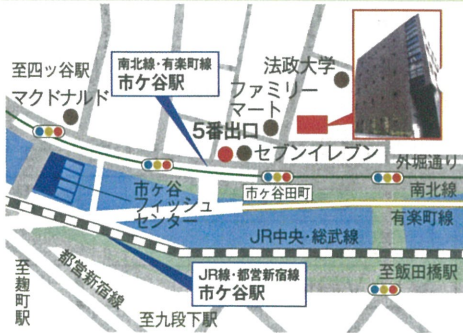 至四ッ谷駅
マクドナルド
南北線・有楽町線
市ケ谷駅
法政大学
ファミリー
マート
5番出口
セブンイレブン
外堀通り
市ヶ谷田町
南北線
有楽町線
市ヶ谷
フィッシュ
センター
JR中央・総武線
都営新宿線
JR線・都営新宿線
市ケ谷駅
至飯田橋駅
至麹町駅
至九段下駅